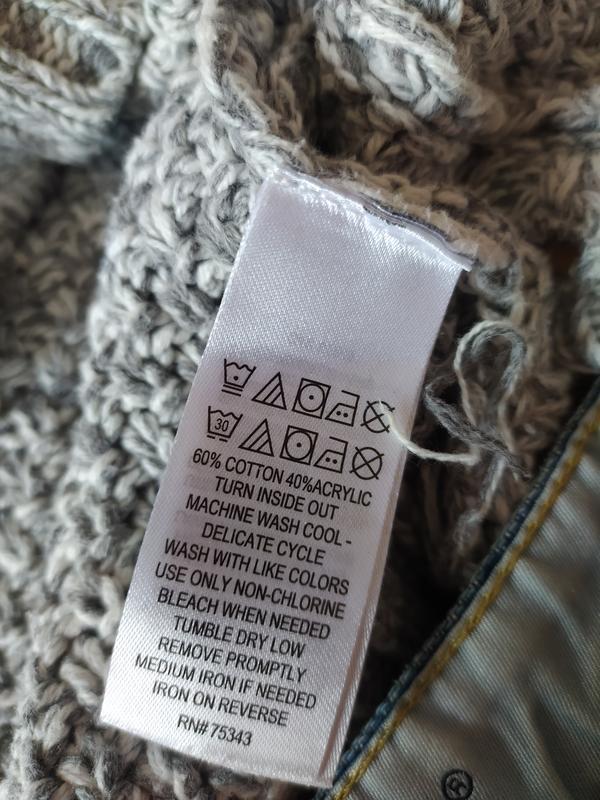 30
60% COTTON 40%ACRYLIC
TURN INSIDE OUT
MACHINE WASH COOL -
DELICATE CYCLE
WASH WITH LIKE COLORS
USE ONLY NON-CHLORINE
BLEACH WHEN NEEDED
TUMBLE DRY LOW
REMOVE PROMPTLY
MEDIUM IRON IF NEEDED
IRON ON REVERSE
RN# 75343